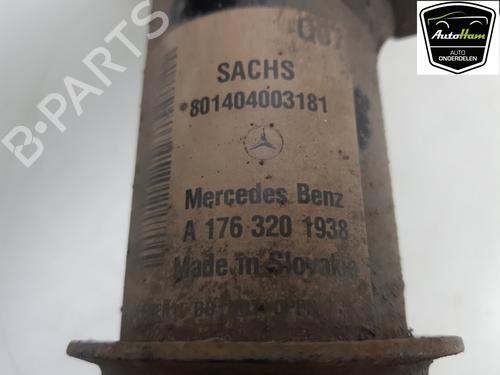 AutoHam
AUTO
ONDERDELEN
B-PARTS
SACHS
*801404003181
Mercedes Benz
A 176 320 1938
Made in Slovakia